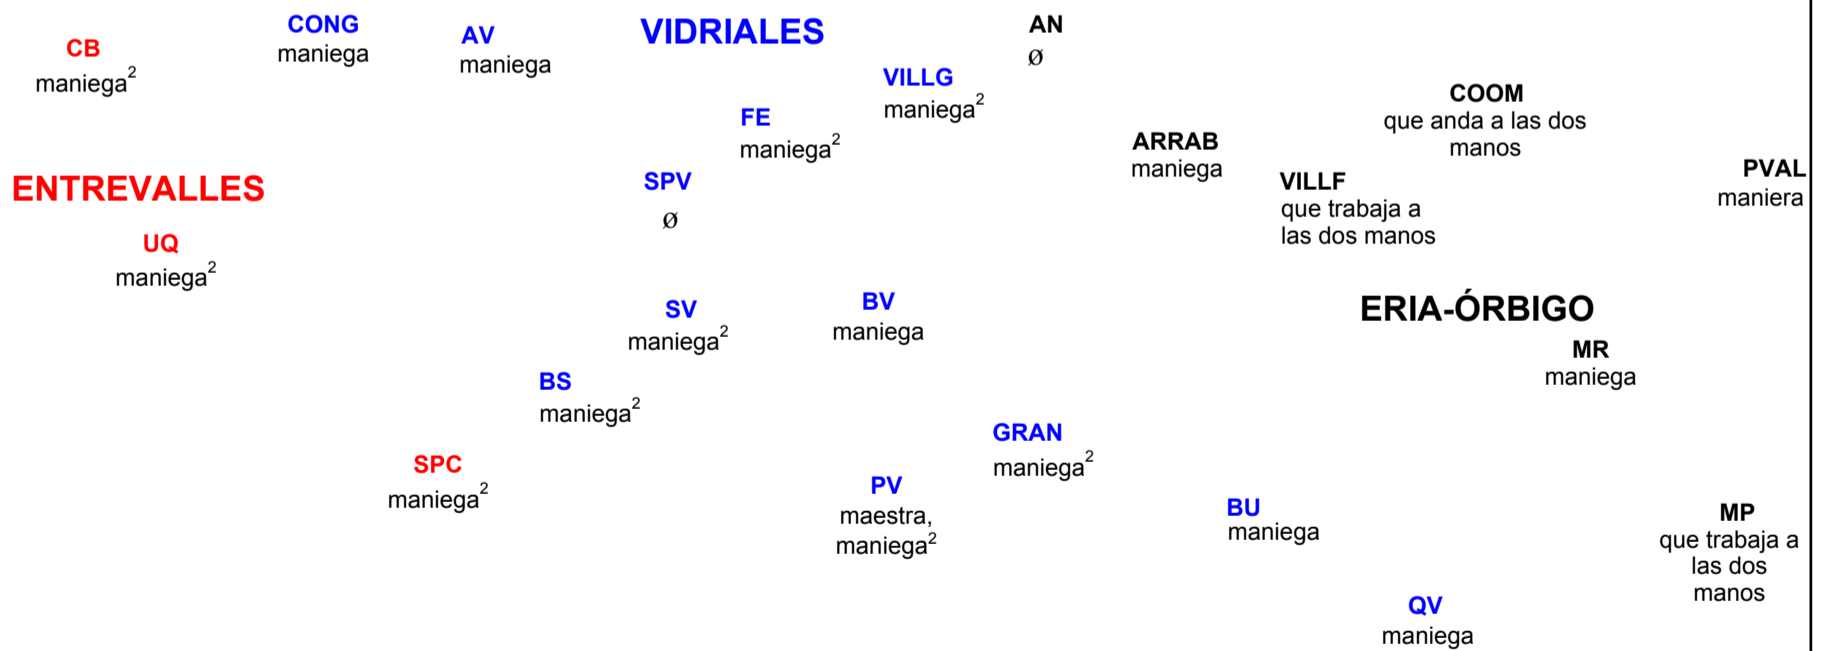 CB
maniega²
CONG
maniega
AV
maniega
VIDRIALES
AN
ø
VILLG
maniega²
FE
maniega²
COOM
que anda a las dos
manos
ARRAB
maniega
PVAL
maniera
ENTREVALLES
SPV
ø
VILLF
que trabaja a
las dos manos
UQ
maniega²
SV
maniega²
BV
maniega
ERIA-ÓRBIGO
MR
maniega
BS
maniega²
GRAN
maniega²
SPC
maniega²
PV
maestra,
maniega²
BU
maniega
MP
que trabaja a
las dos
manos
QV
maniega